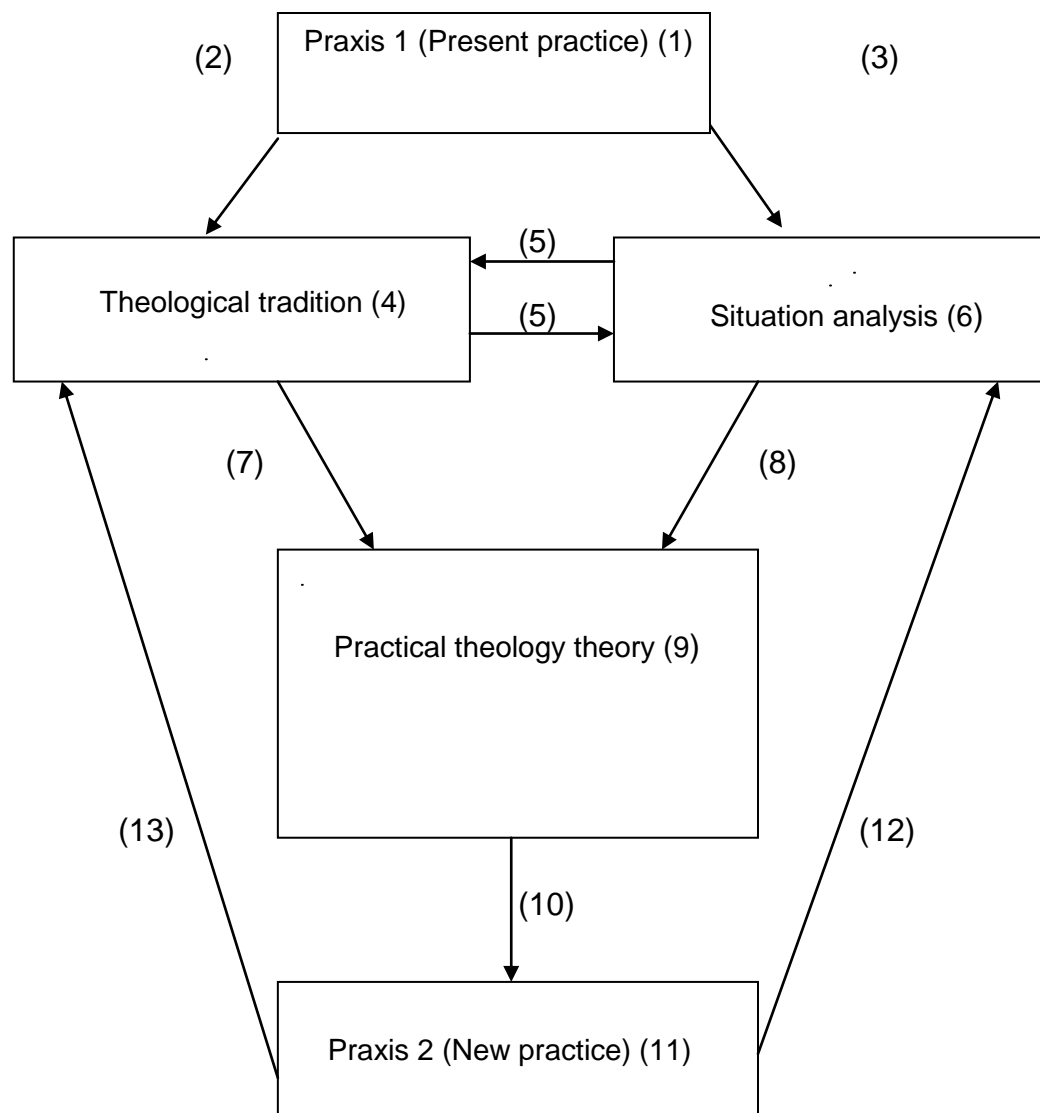 Praxis 1 (Present practice) (1)
(2)
(3)
(5)
Theological tradition (4)
(5)
Situation analysis (6)
(7)
(8)
Practical theology theory (9)
(13)
(12)
(10)
Praxis 2 (New practice) (11)